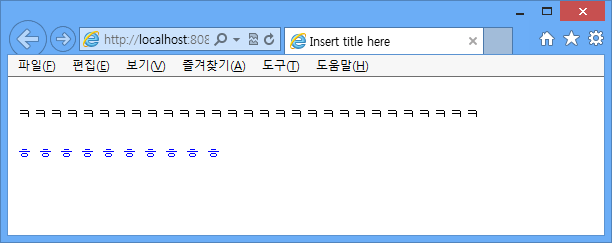 http://localhost:808
Insert title here
파일(F) 편집(E) 보기(V) 즐겨찾기(A) 도구(T) 도움말(H)
ㅋ ㅋ ㅋ ㅋ ㅋ ㅋ ㅋ ㅋ ㅋ ㅋ ㅋ ㅋ ㅋ ㅋ ㅋ ㅋ ㅋ ㅋ ㅋ ㅋ ㅋ ㅋ ㅋ ㅋ ㅋ ㅋ ㅋ ㅋ ㅋ
ㅎ ㅎ ㅎ ㅎ ㅎ ㅎ ㅎ ㅎ ㅎ ㅎ